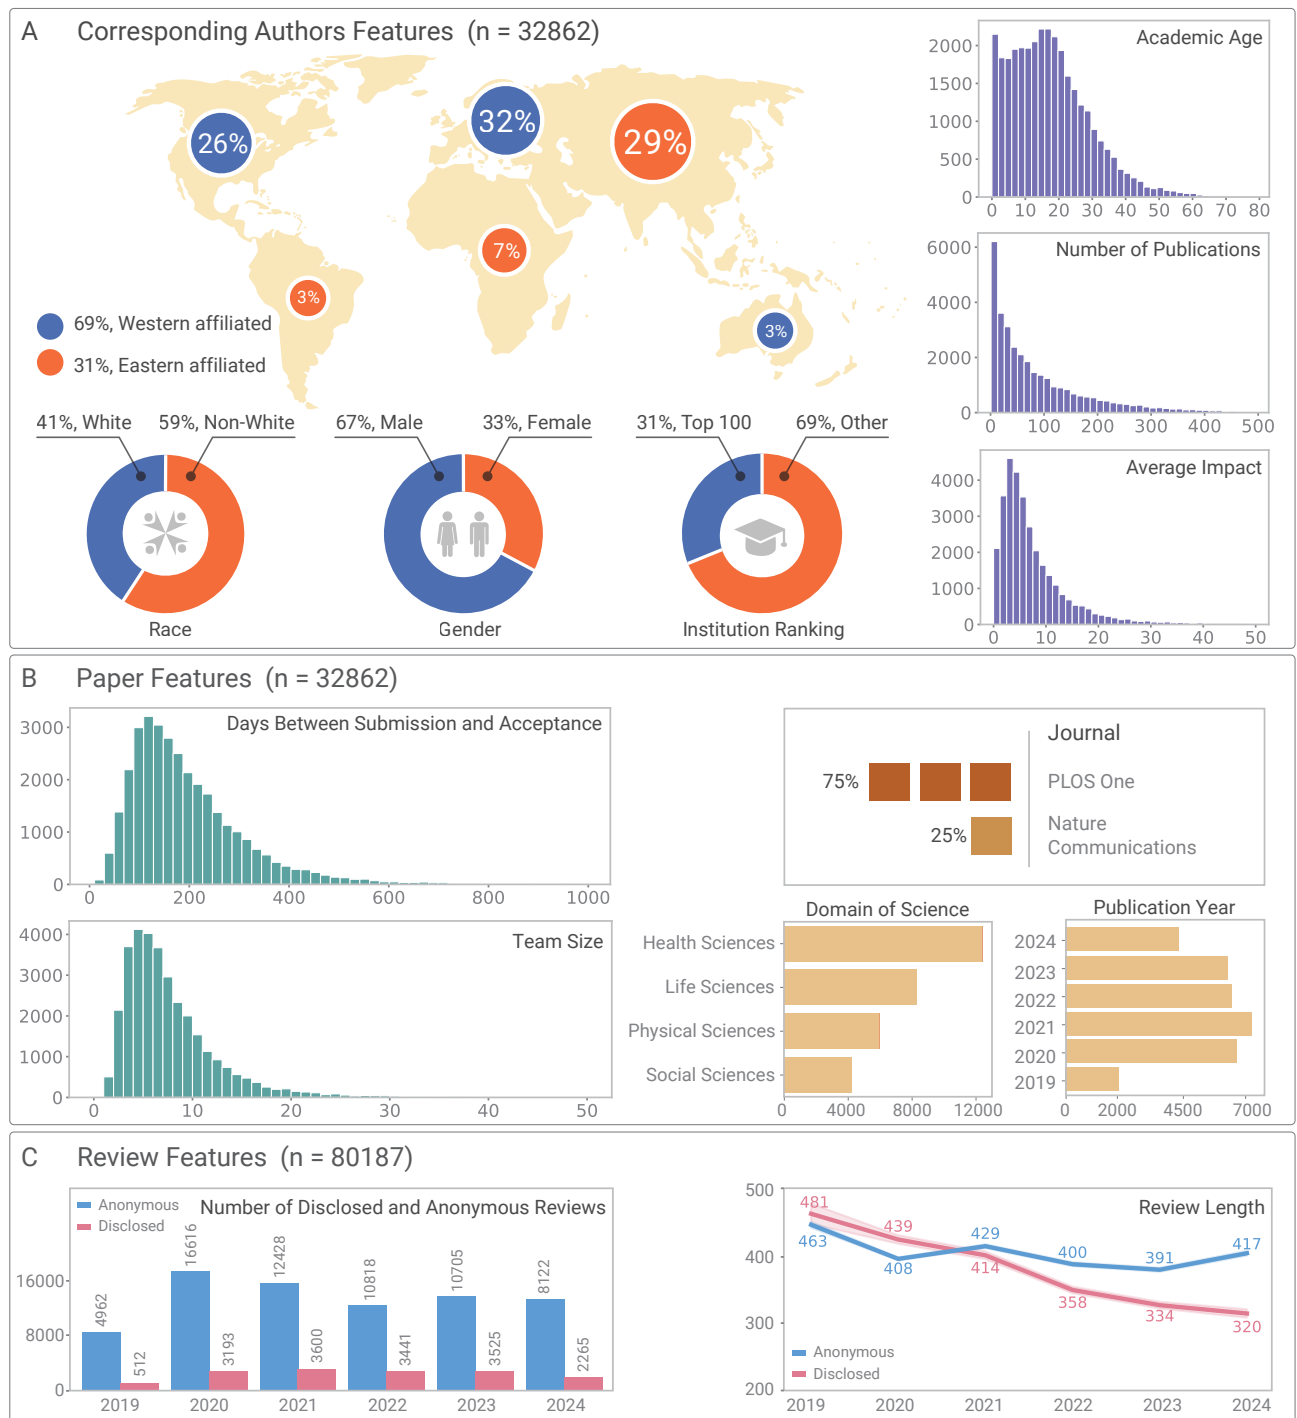 A Corresponding Authors Features (n = 32862)
26%
32%
29%
7%
3%
3%
69%, Western affiliated
31%, Eastern affiliated
41%, White
59%, Non-White
67%, Male
33%, Female
31%, Top 100
69%, Other
Race
Gender
Institution Ranking
Academic Age
2000
1500
1000
500
0
0 10 20 30 40 50 60 70 80
Number of Publications
6000
4000
2000
0
0 100 200 300 400 500
Average Impact
4000
3000
2000
1000
0
0 10 20 30 40 50
B Paper Features (n = 32862)
Days Between Submission and Acceptance
3000
2000
1000
0
0 200 400 600 800 1000
Team Size
4000
3000
2000
1000
0
0 10 20 30 40 50
Journal
75%
PLOS One
25%
Nature
Communications
Domain of Science
Health Sciences
Life Sciences
Physical Sciences
Social Sciences
0 4000 8000 12000
Publication Year
2024
2023
2022
2021
2020
2019
0 2000 4500 7000
C Review Features (n = 80187)
Anonymous
Disclosed
Number of Disclosed and Anonymous Reviews
16000
8000
0
4962
512
16616
3193
12428
3600
10818
3441
10705
3525
8122
2265
2019 2020 2021 2022 2023 2024
Review Length
500
400
300
200
481
463
439
408
429
414
400
358
391
334
417
320
Anonymous
Disclosed
2019 2020 2021 2022 2023 2024